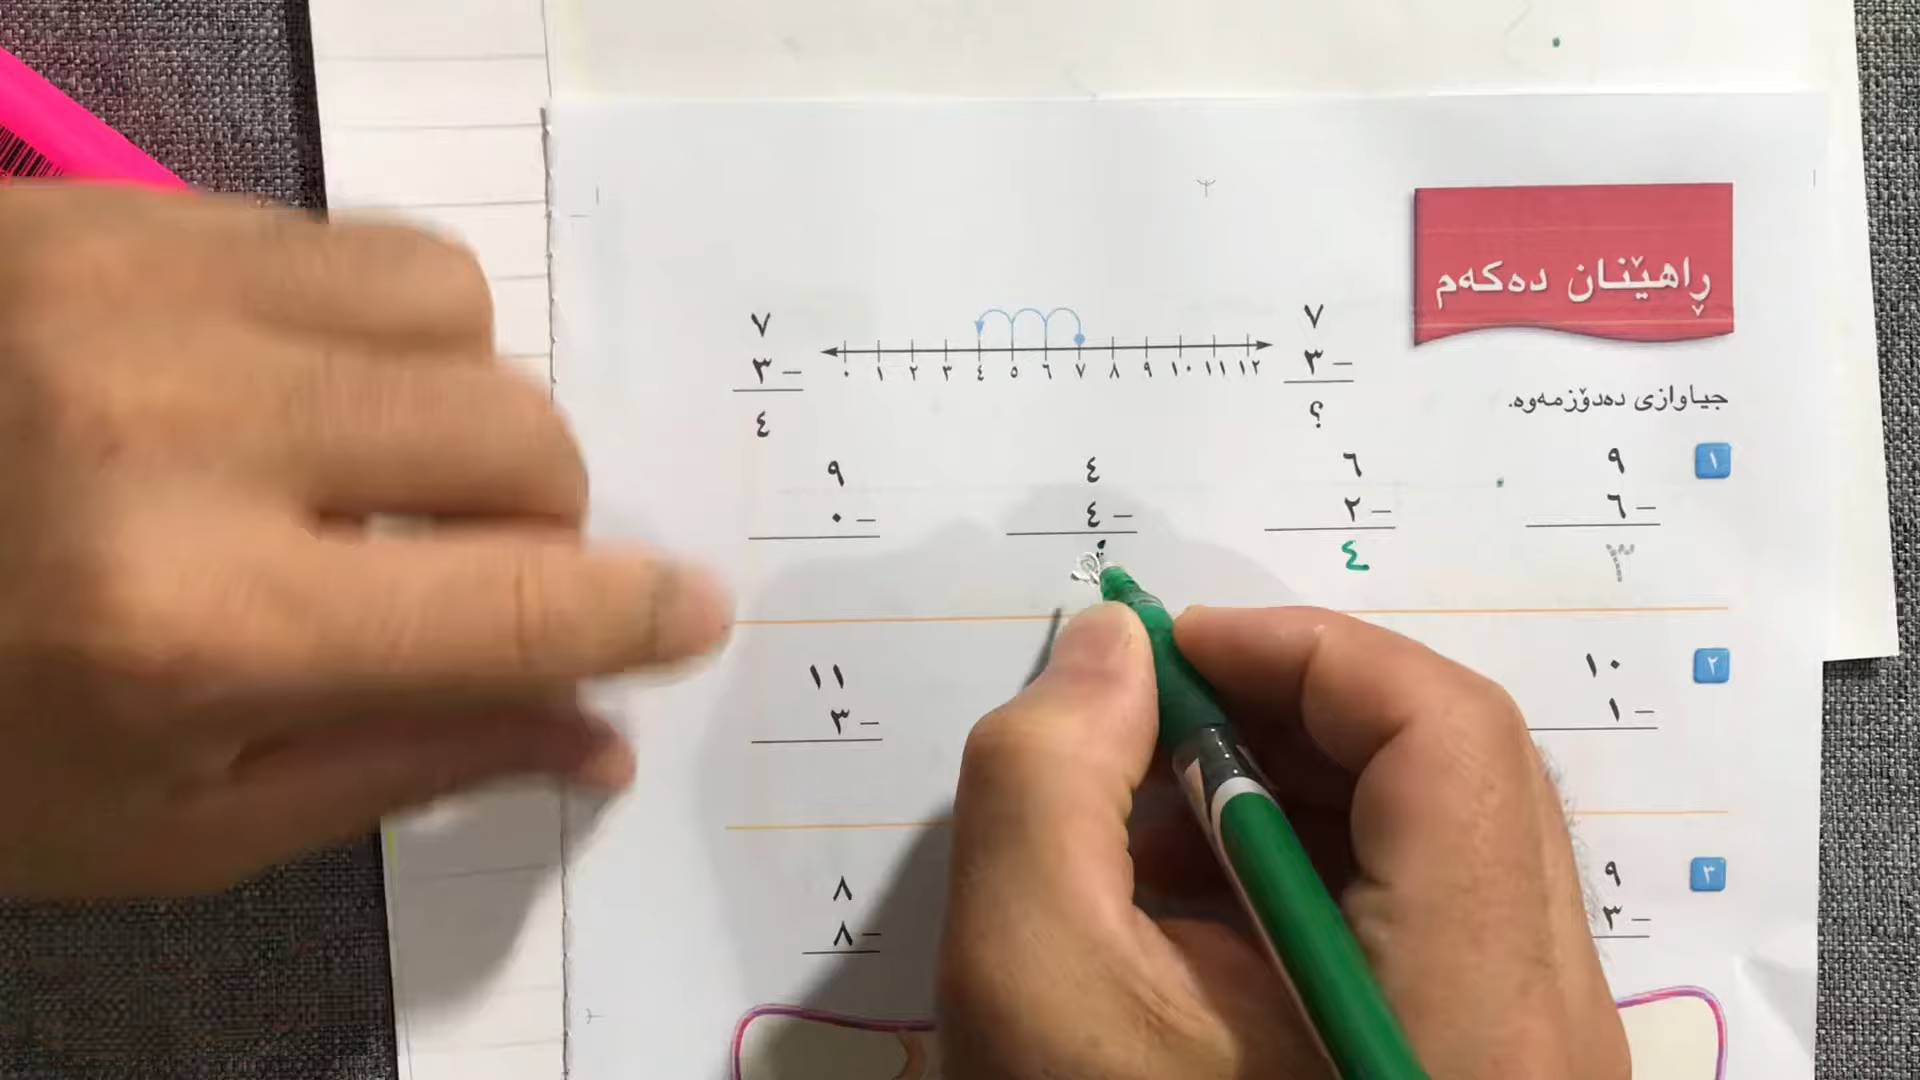 ڕاهێنان دەکەم
٧ ٧
٣ – ٣ –
؟ ٤
٠ ١ ٢ ٣ ٤ ٥ ٦ ٧ ٨ ٩ ١٠ ١١ ١٢
جیاوازی دەدۆزمەوە.
١
٩ ٦ ٤ ٩
٦ – ٢ – ٤ – ٠ –
٣ ٤
٢
١٠ ١١
١ – ٣ –
٣
٩ ٨
٣ – ٨ –